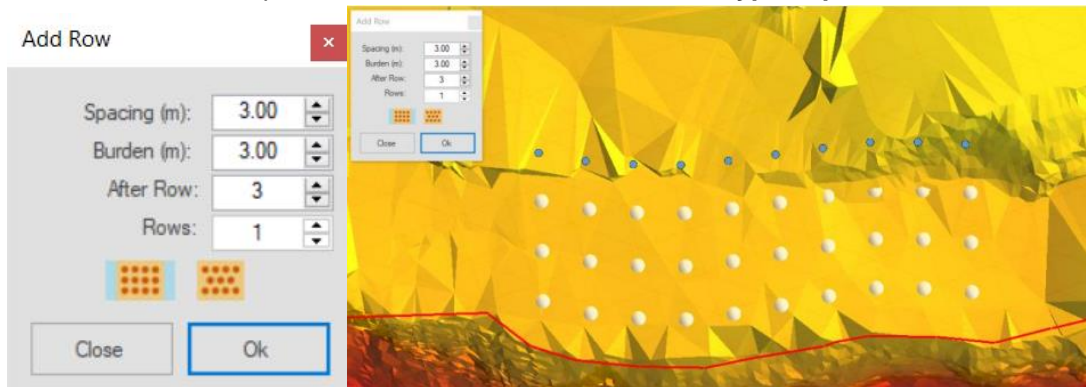 Add Row
Spacing (m): 3.00
Burden (m): 3.00
After Row: 3
Rows: 1
Close Ok
Add Row
Spacing (m): 3.00
Burden (m): 3.00
After Row: 3
Rows: 1
Close Ok